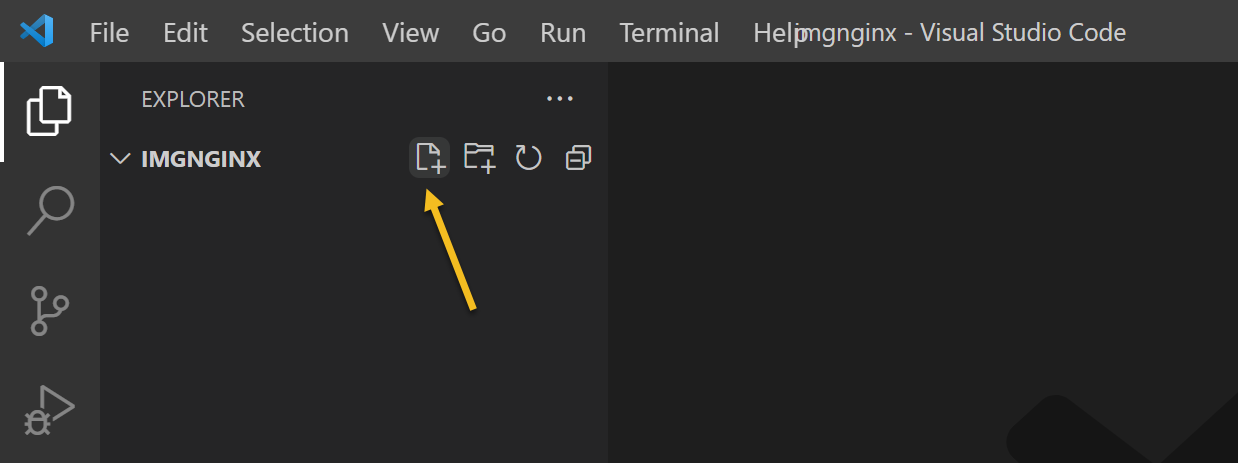 File Edit Selection View Go Run Terminal Help imgnginx - Visual Studio Code
EXPLORER
IMGNGINX